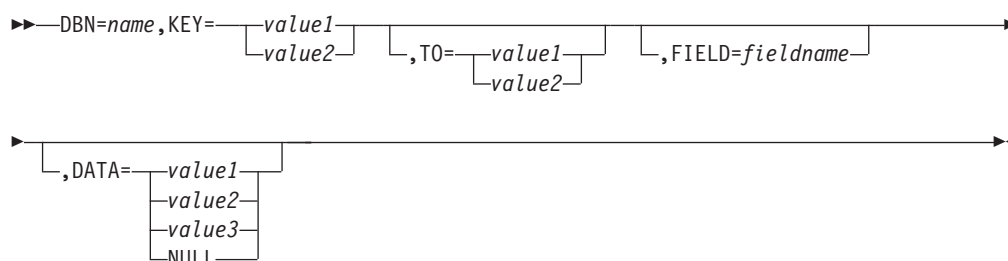 DBN=name,KEY= value1
value2
,TO= value1
value2
,FIELD=fieldname
,DATA= value1
value2
value3
NULL